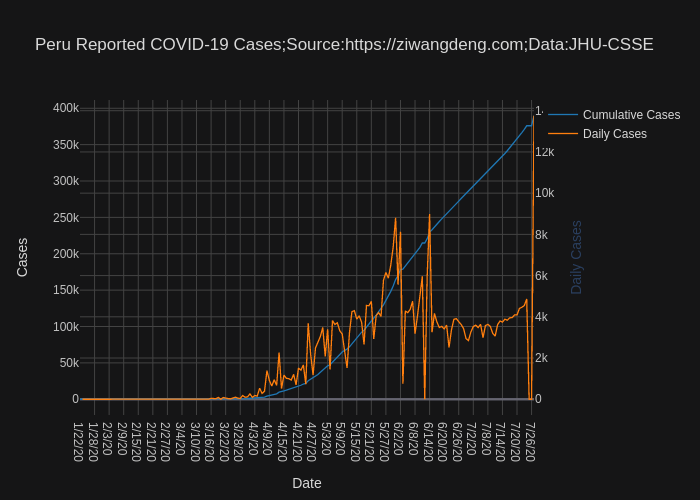 Peru Reported COVID-19 Cases;Source:https://ziwangdeng.com;Data:JHU-CSSE
Cumulative Cases
Daily Cases
400k
350k
300k
250k
200k
150k
100k
50k
0
12k
10k
8k
6k
4k
2k
0
Cases
Daily Cases
1/22/20
1/28/20
2/3/20
2/9/20
2/15/20
2/21/20
2/27/20
3/4/20
3/10/20
3/16/20
3/22/20
3/28/20
4/3/20
4/9/20
4/15/20
4/21/20
4/27/20
5/3/20
5/9/20
5/15/20
5/21/20
5/27/20
6/2/20
6/8/20
6/14/20
6/20/20
6/26/20
7/2/20
7/8/20
7/14/20
7/20/20
7/26/20
Date